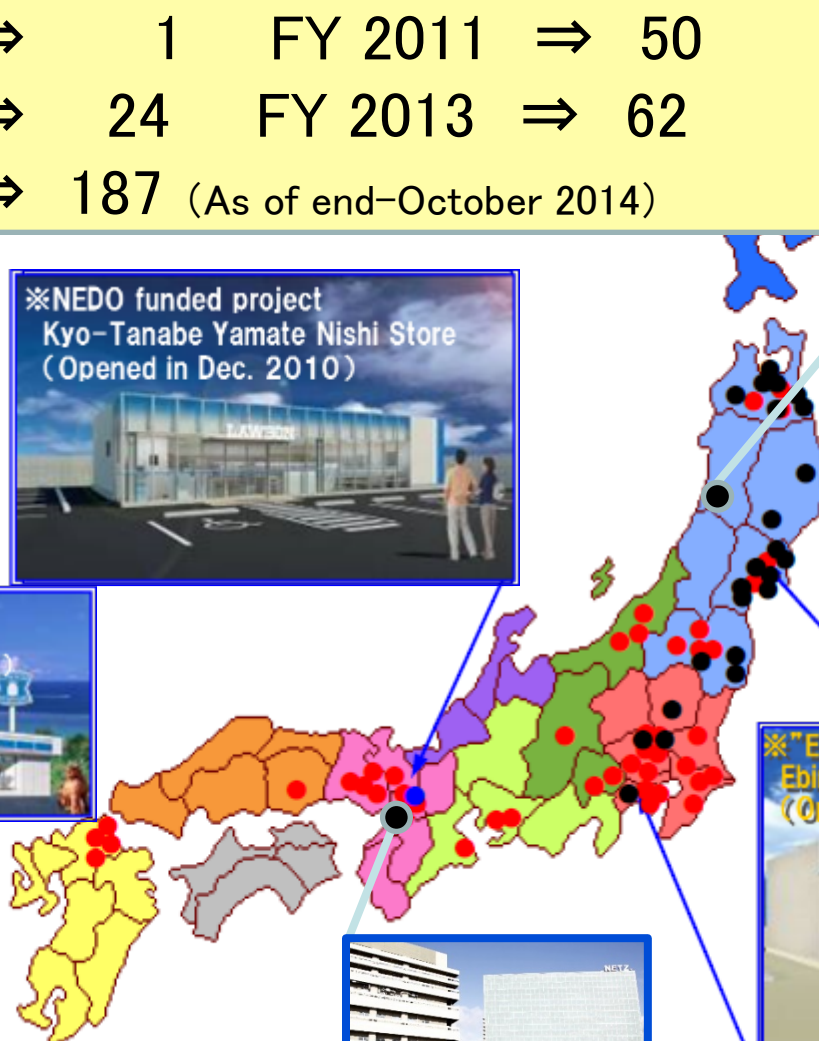 ⇒ 1 FY 2011 ⇒ 50
⇒ 24 FY 2013 ⇒ 62
⇒ 187 (As of end-October 2014)
※NEDO funded project
Kyo-Tanabe Yamate Nishi Store
(Opened in Dec. 2010)
LAWSON
※"E
Ebi
(O
NETZ